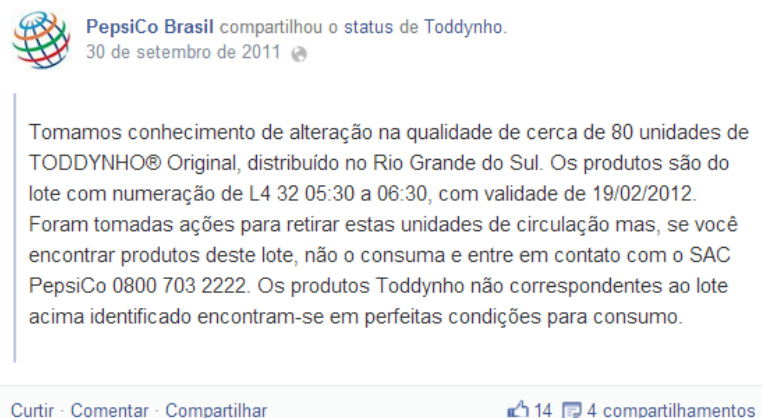 PepsiCo Brasil compartilhou o status de Toddynho.
30 de setembro de 2011
Tomamos conhecimento de alteração na qualidade de cerca de 80 unidades de
TODDYNHO® Original, distribuído no Rio Grande do Sul. Os produtos são do
lote com numeração de L4 32 05:30 a 06:30, com validade de 19/02/2012.
Foram tomadas ações para retirar estas unidades de circulação mas, se você
encontrar produtos deste lote, não o consuma e entre em contato com o SAC
PepsiCo 0800 703 2222. Os produtos Toddynho não correspondentes ao lote
acima identificado encontram-se em perfeitas condições para consumo.
Curtir · Comentar · Compartilhar 14 4 compartilhamentos